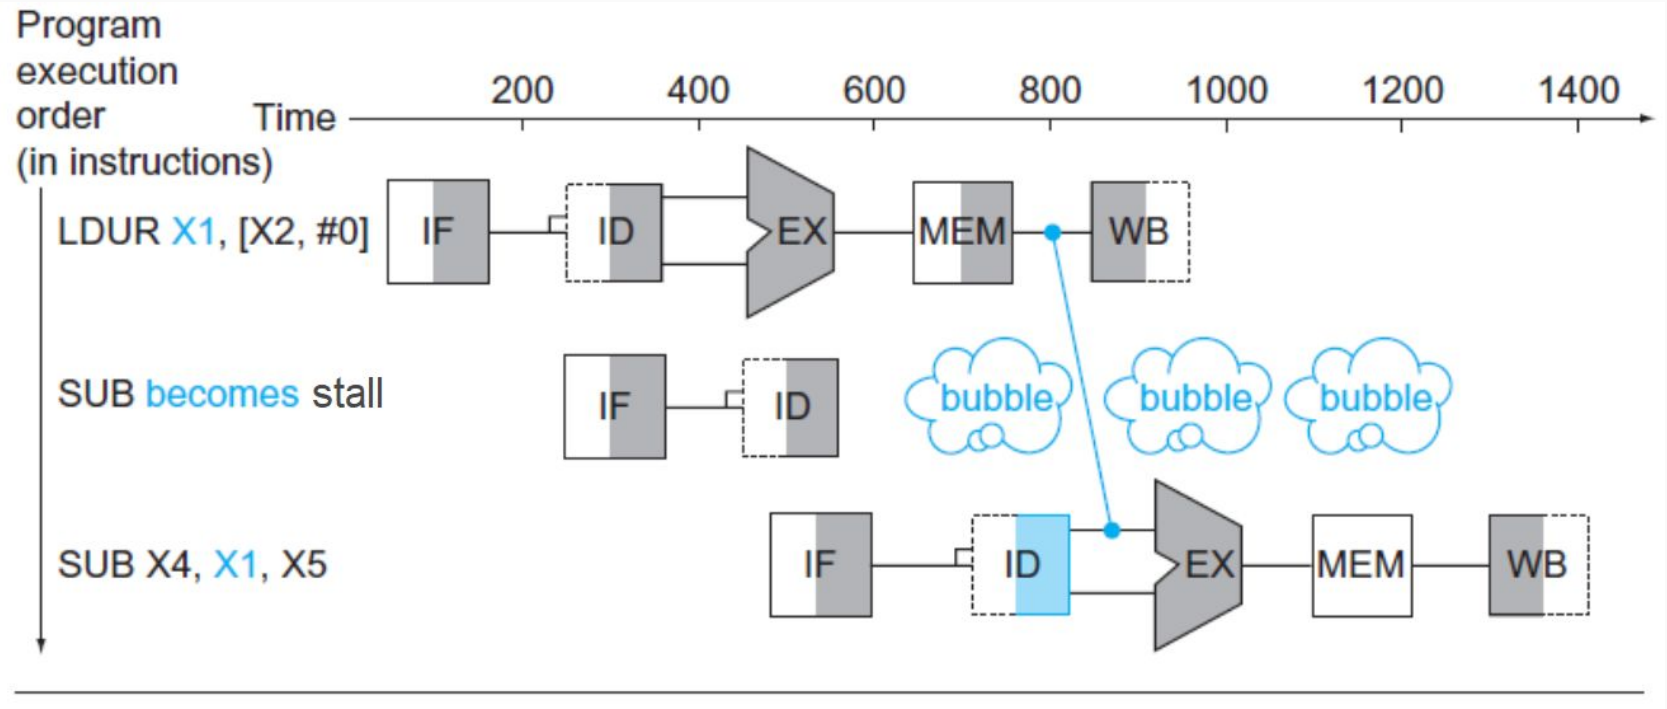 Program
execution
order
(in instructions)
Time
200 400 600 800 1000 1200 1400
LDUR X1, [X2, #0] IF ID EX MEM WB
SUB becomes stall IF ID bubble bubble bubble
SUB X4, X1, X5 IF ID EX MEM WB